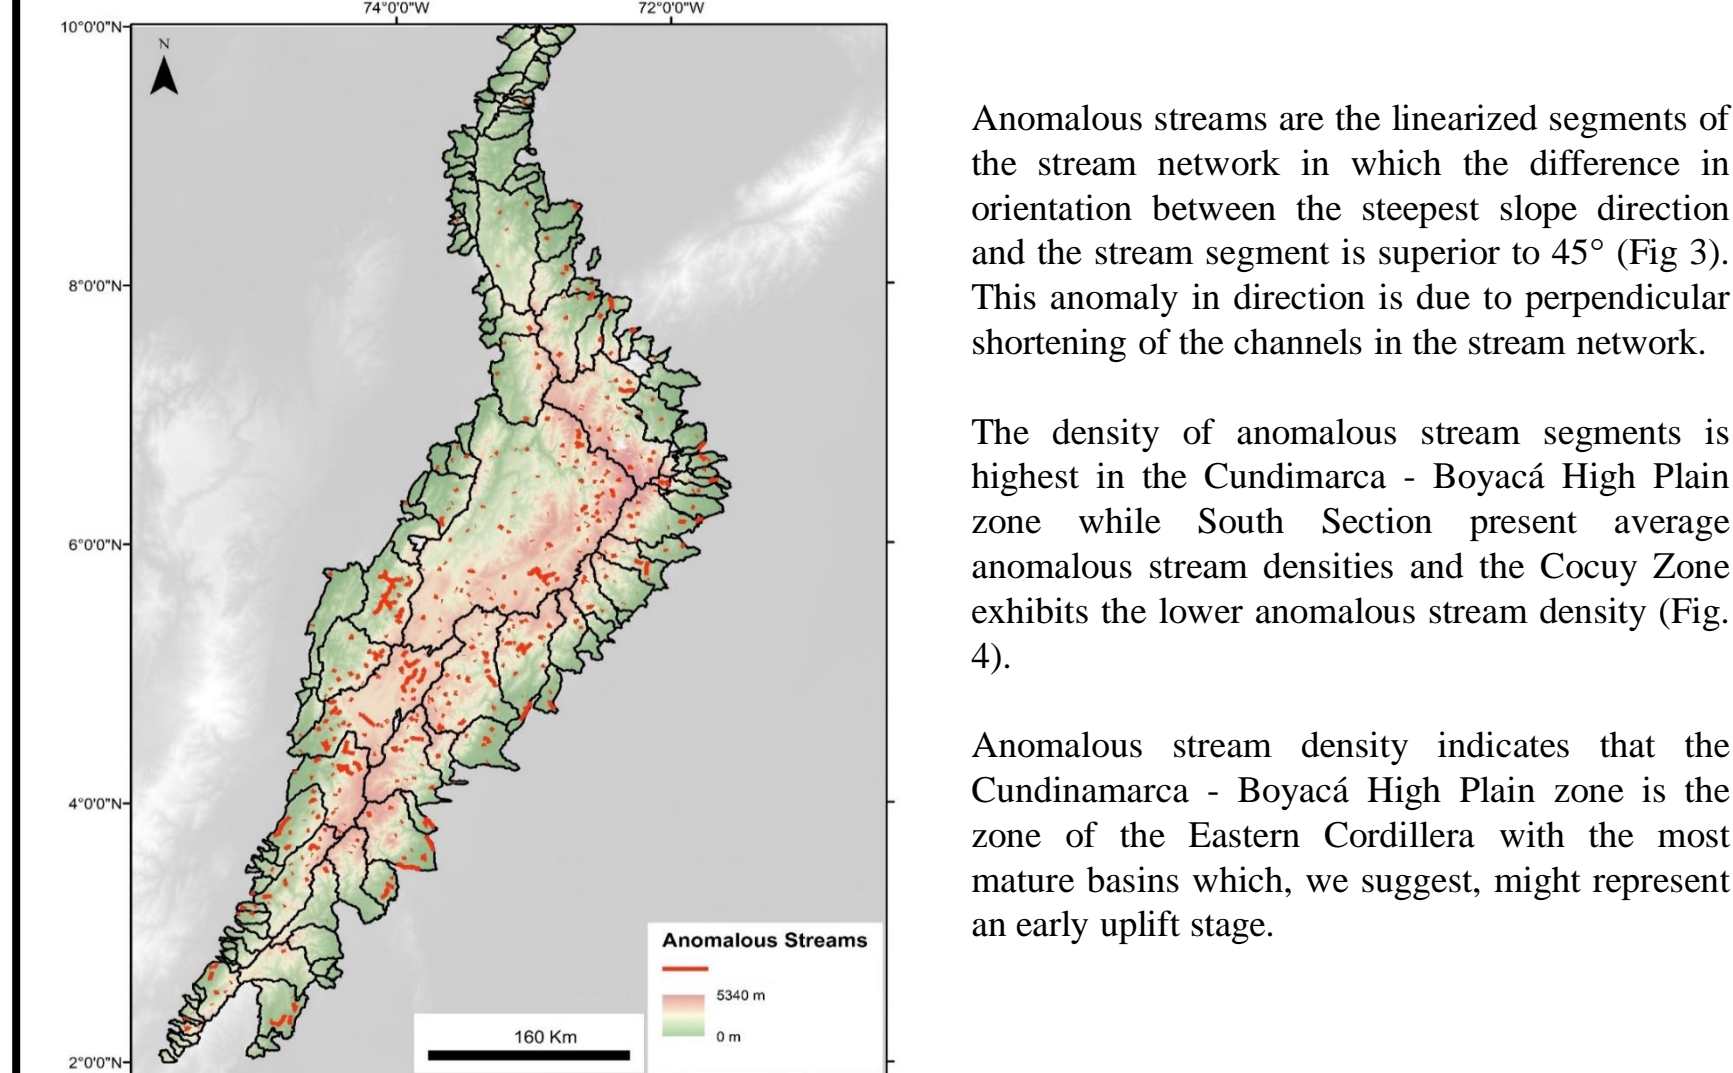 74°0'0"W 72°0'0"W
10°0'0"N
N
8°0'0"N
6°0'0"N
4°0'0"N
2°0'0"N
Anomalous Streams
5340 m
0 m
160 Km
Anomalous streams are the linearized segments of
the stream network in which the difference in
orientation between the steepest slope direction
and the stream segment is superior to 45° (Fig 3).
This anomaly in direction is due to perpendicular
shortening of the channels in the stream network.
The density of anomalous stream segments is
highest in the Cundimarca - Boyacá High Plain
zone while South Section present average
anomalous stream densities and the Cocuy Zone
exhibits the lower anomalous stream density (Fig.
4).
Anomalous stream density indicates that the
Cundinamarca - Boyacá High Plain zone is the
zone of the Eastern Cordillera with the most
mature basins which, we suggest, might represent
an early uplift stage.